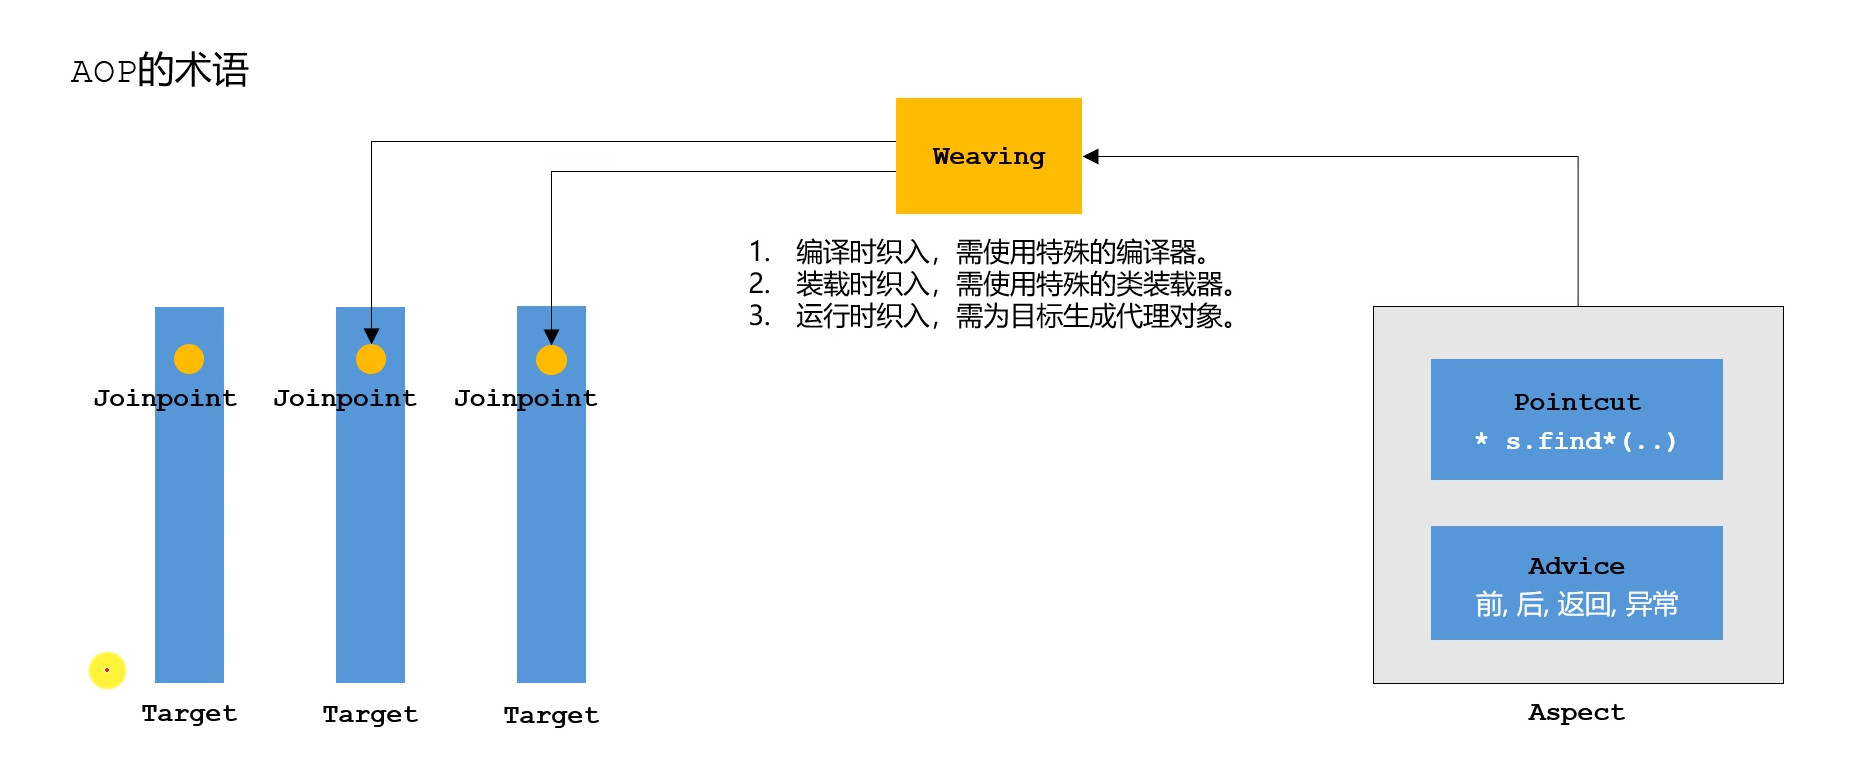 AOP的术语
Weaving
1. 编译时织入，需使用特殊的编译器。
2. 装载时织入，需使用特殊的类装载器。
3. 运行时织入，需为目标生成代理对象。
Joinpoint
Joinpoint
Joinpoint
Pointcut
* s.find*(..)
Advice
前, 后, 返回, 异常
Target
Target
Target
Aspect